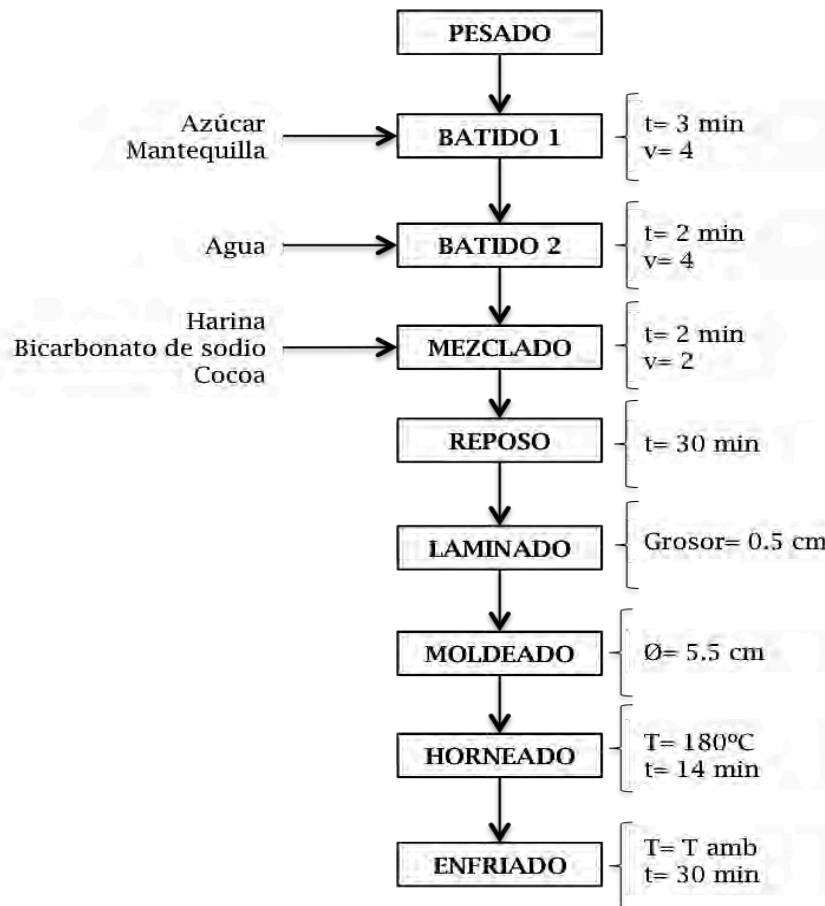 PESADO
Azúcar
Mantequilla
BATIDO 1
t= 3 min
v= 4
Agua
BATIDO 2
t= 2 min
v= 4
Harina
Bicarbonato de sodio
Cocoa
MEZCLADO
t= 2 min
v= 2
REPOSO
t= 30 min
LAMINADO
Grosor= 0.5 cm
MOLDEADO
Ø= 5.5 cm
HORNEADO
T= 180ºC
t= 14 min
ENFRIADO
T= T amb
t= 30 min